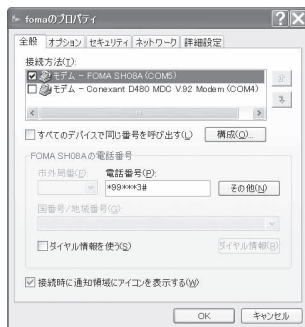 fomaのプロパティ
全般 オプション セキュリティ ネットワーク 詳細設定
接続方法(T):
モデム - FOMA SH08A (COM5)
モデム - Conexant D480 MDC V.92 Modem (COM4)
すべてのデバイスで同じ番号を呼び出す(L) 構成(O)...
FOMA SH08Aの電話番号
市外局番(E): 電話番号(P):
*99***3# その他(N)
国番号/地域番号(G):
ダイヤル情報を使う(S) ダイヤル情報(R)
接続時に通知領域にアイコンを表示する(W)
OK キャンセル